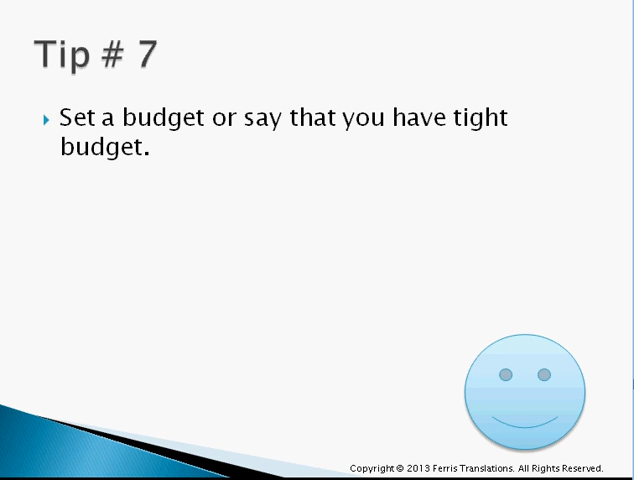 Tip # 7
Set a budget or say that you have tight
budget.
Copyright © 2013 Ferris Translations. All Rights Reserved.